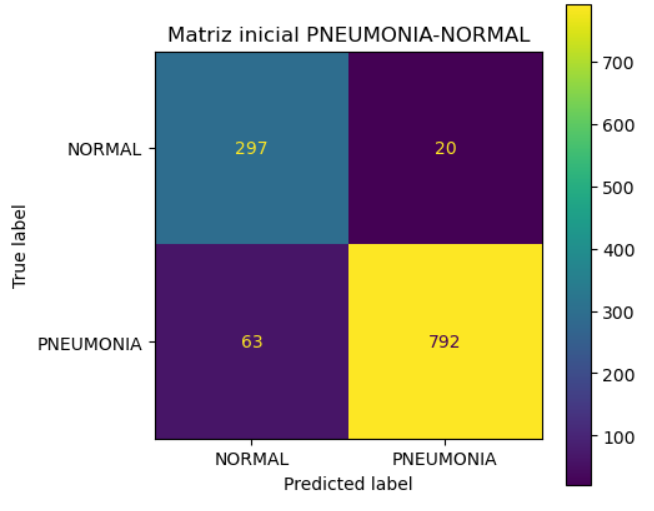 Matriz inicial PNEUMONIA-NORMAL
True label
NORMAL
297
20
PNEUMONIA
63
792
NORMAL
PNEUMONIA
Predicted label
700
600
500
400
300
200
100